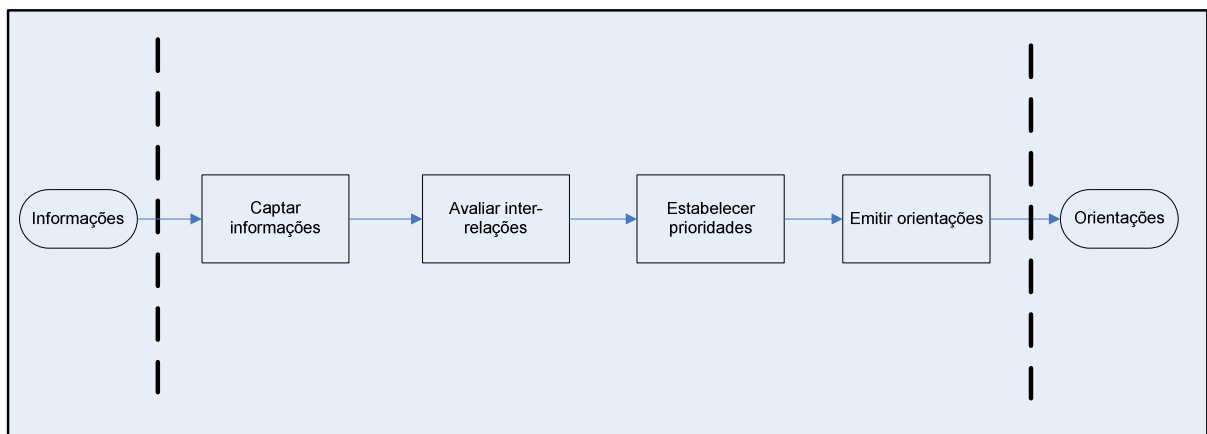 Informações
Captar
informações
Avaliar inter-
relações
Estabelecer
prioridades
Emitir orientações
Orientações